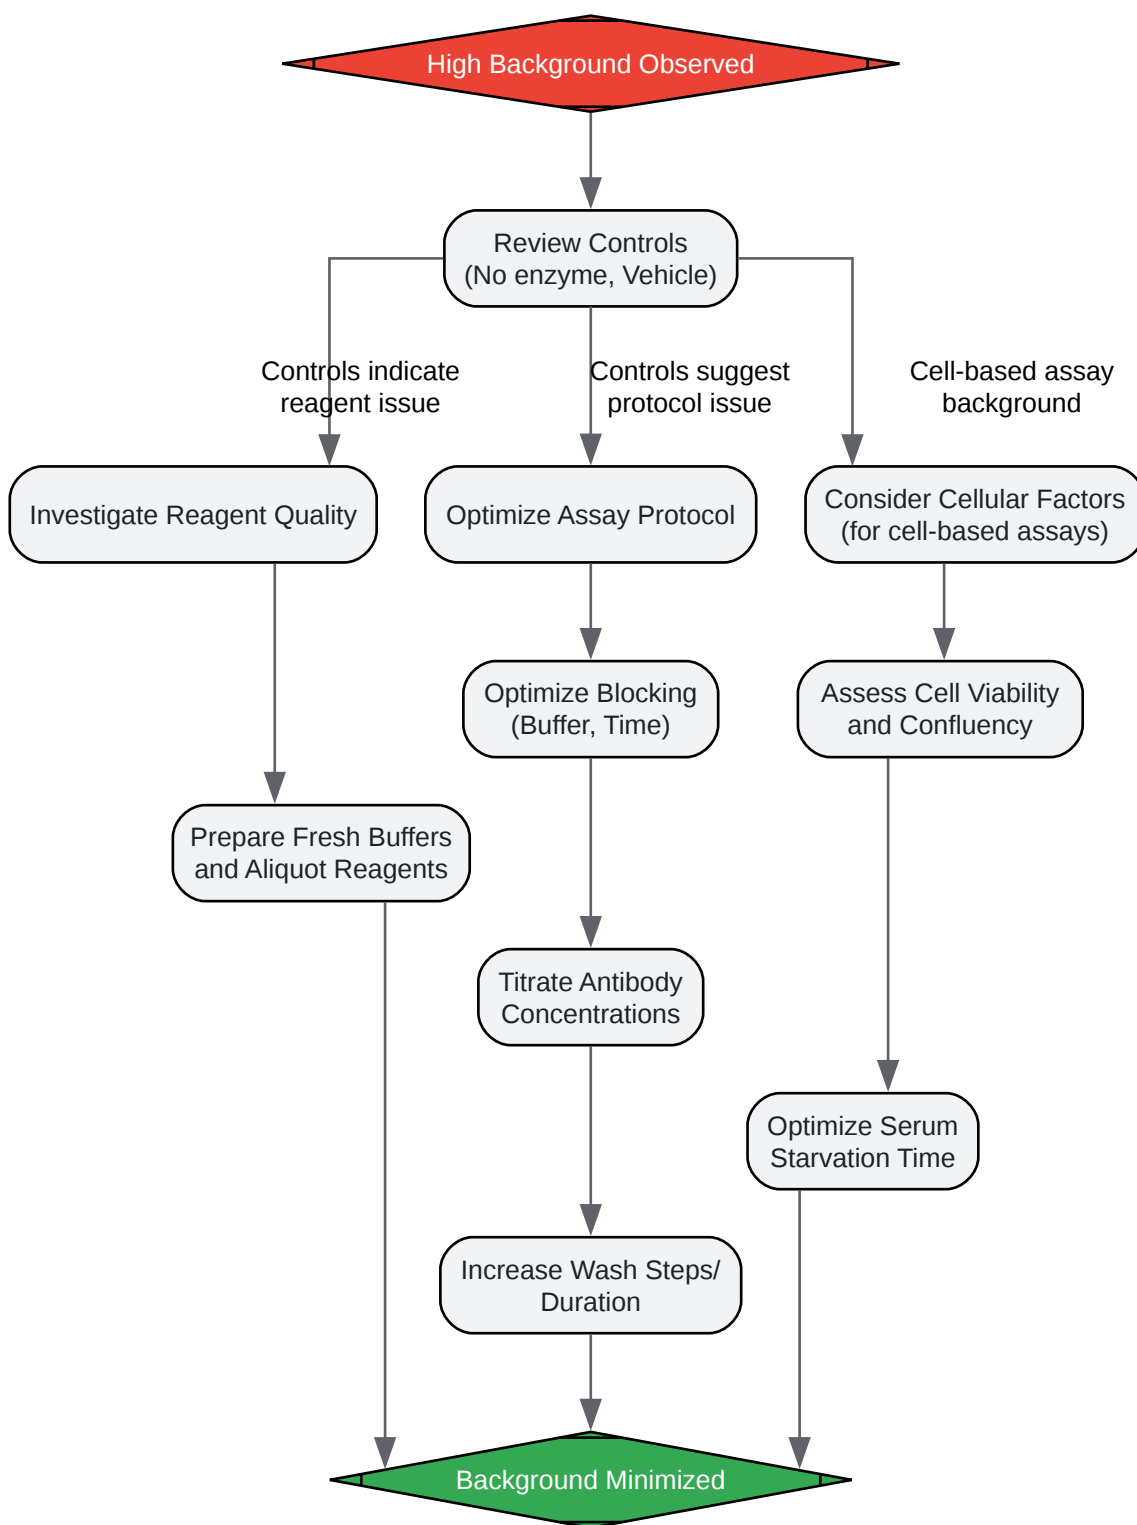 High Background Observed
Review Controls
(No enzyme, Vehicle)
Controls indicate
reagent issue
Controls suggest
protocol issue
Cell-based assay
background
Investigate Reagent Quality
Optimize Assay Protocol
Consider Cellular Factors
(for cell-based assays)
Optimize Blocking
(Buffer, Time)
Assess Cell Viability
and Confluency
Prepare Fresh Buffers
and Aliquot Reagents
Titrate Antibody
Concentrations
Optimize Serum
Starvation Time
Increase Wash Steps/
Duration
Background Minimized